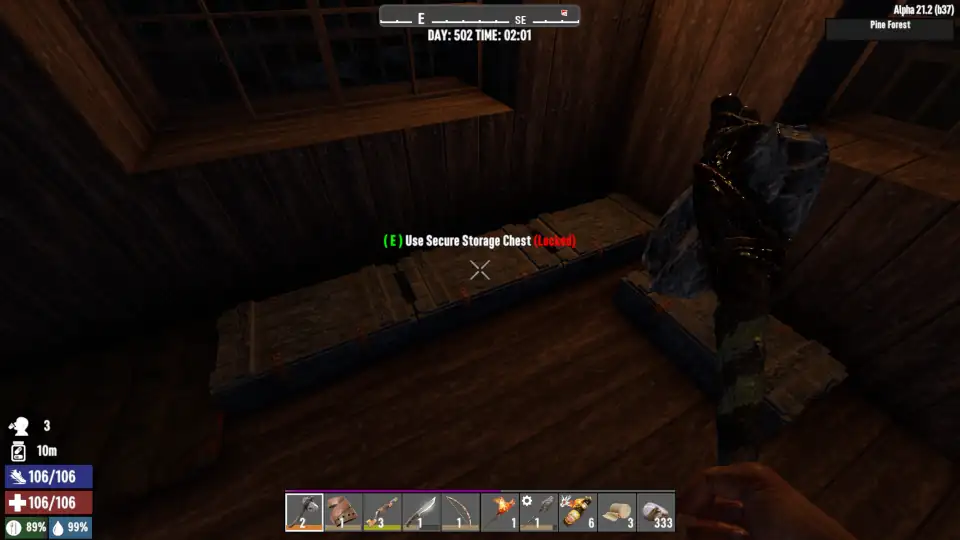 E
SE
Alpha 21.2 (b37)
DAY: 502 TIME: 02:01
Pine Forest
(E) Use Secure Storage Chest (Locked)
3
10m
106/106
106/106
89% 99%
2 1 3 1 1 1 1 6 3 333